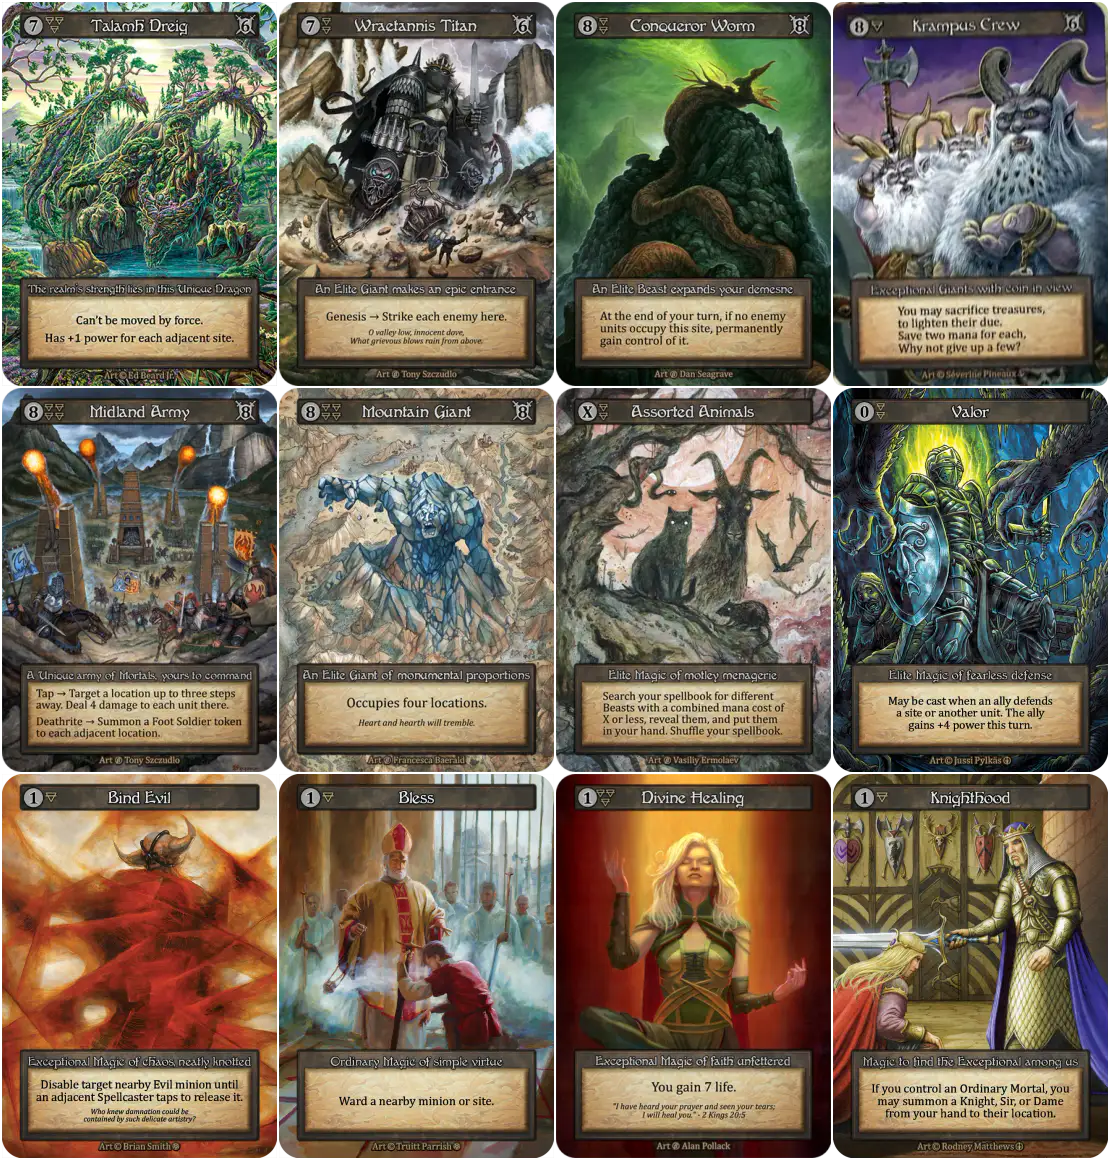 7 Talamh Dreig 6
The realm's strength lies in this Unique Dragon
Can't be moved by force.
Has +1 power for each adjacent site.
Art © Ed Beard Jr.
7 Wraetannis Titan 6
An Elite Giant makes an epic entrance
Genesis → Strike each enemy here.
O valley low, innocent dove,
What grievous blows rain from above.
Art @ Tony Szczudlo
8 Conqueror Worm 8
An Elite Beast expands your demesne
At the end of your turn, if no enemy
units occupy this site, permanently
gain control of it.
Art @ Dan Seagrave
8 Krampus Crew 6
Exceptional Giants with coin in view
You may sacrifice treasures,
to lighten their due.
Save two mana for each,
Why not give up a few?
Art © Séverine Pineaux
8 Midland Army 8
A Unique army of Mortals, yours to command
Tap → Target a location up to three steps
away. Deal 4 damage to each unit there.
Deathrite → Summon a Foot Soldier token
to each adjacent location.
Art @ Tony Szczudlo
8 Mountain Giant 8
An Elite Giant of monumental proportions
Occupies four locations.
Heart and hearth will tremble.
Art @ Francesca Baerald
X Assorted Animals
Elite Magic of motley menagerie
Search your spellbook for different
Beasts with a combined mana cost of
X or less, reveal them, and put them
in your hand. Shuffle your spellbook.
Art @ Vasiliy Ermolaev
0 Valor
Elite Magic of fearless defense
May be cast when an ally defends
a site or another unit. The ally
gains +4 power this turn.
Art © Jussi Pylkäs
1 Bind Evil
Exceptional Magic of chaos neatly knotted
Disable target nearby Evil minion until
an adjacent Spellcaster taps to release it.
Who knew damnation could be
contained by such delicate artistry?
Art © Brian Smith
1 Bless
Ordinary Magic of simple virtue
Ward a nearby minion or site.
Art © Truitt Parrish
1 Divine Healing
Exceptional Magic of faith unfettered
You gain 7 life.
"I have heard your prayer and seen your tears;
I will heal you." - 2 Kings 20:5
Art @ Alan Pollack
1 Knighthood
Magic to find the Exceptional among us
If you control an Ordinary Mortal, you
may summon a Knight, Sir, or Dame
from your hand to their location.
Art © Rodney Matthews